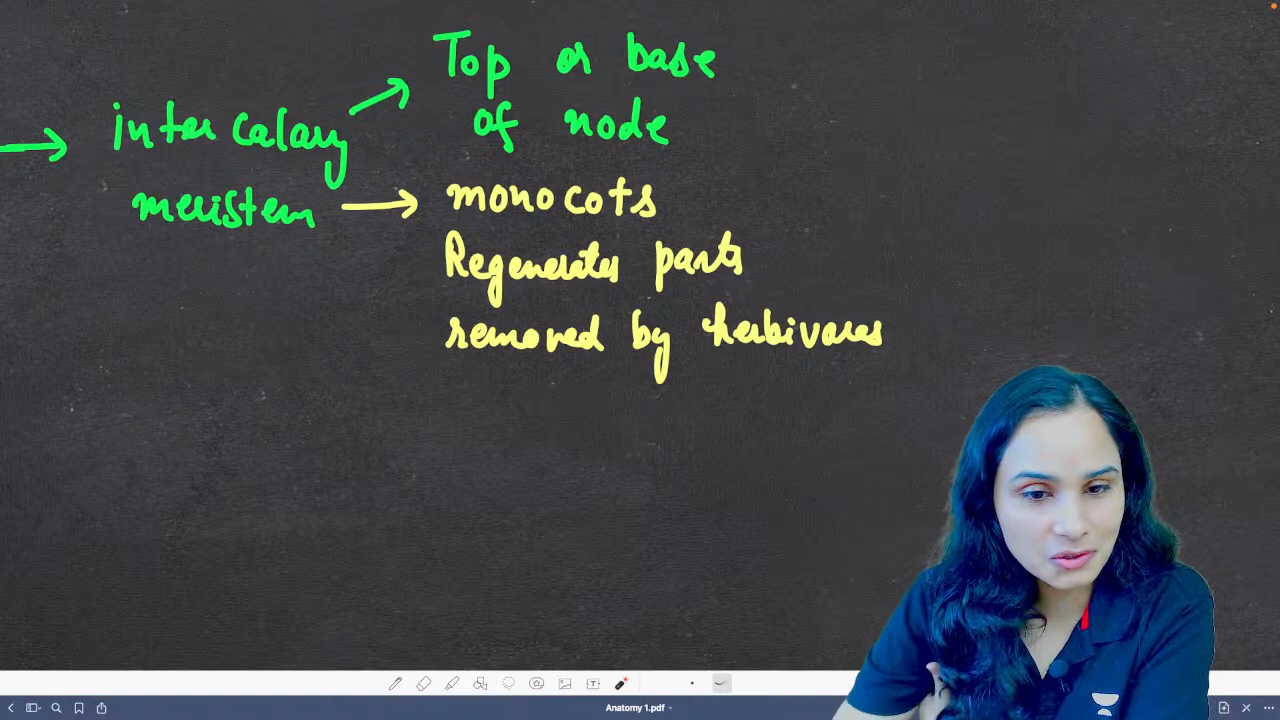 Top or base
of node
intercalary
meristem
monocots
Regenerates parts
removed by herbivores
Anatomy 1.pdf